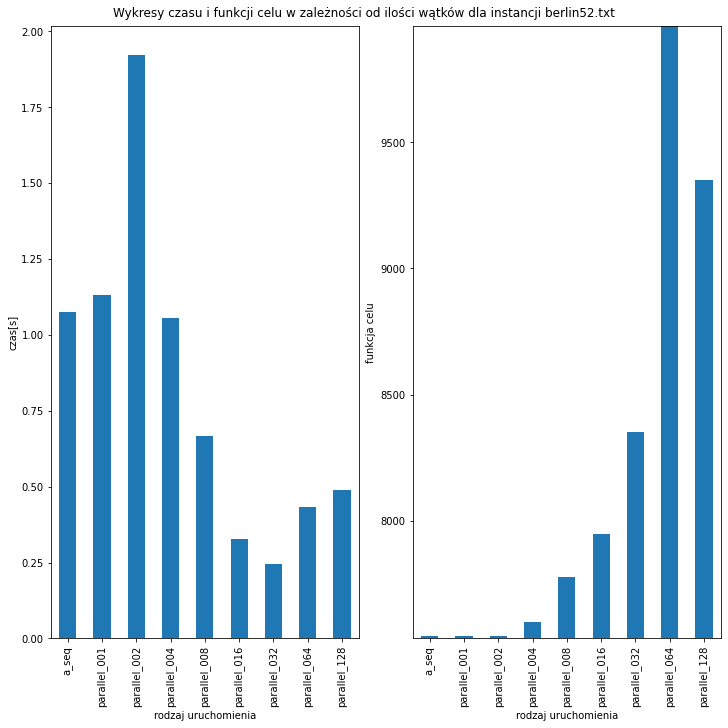 Wykresy czasu i funkcji celu w zależności od ilości wątków dla instancji berlin52.txt
czas[s]
2.00
1.75
1.50
1.25
1.00
0.75
0.50
0.25
0.00
a_seq
parallel_001
parallel_002
parallel_004
parallel_008
parallel_016
parallel_032
parallel_064
parallel_128
rodzaj uruchomienia
funkcja celu
9500
9000
8500
8000
a_seq
parallel_001
parallel_002
parallel_004
parallel_008
parallel_016
parallel_032
parallel_064
parallel_128
rodzaj uruchomienia